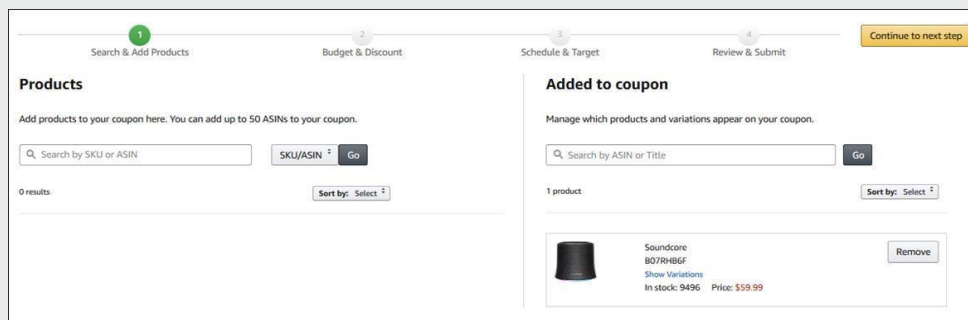 1
2
3
4
Continue to next step
Search & Add Products
Budget & Discount
Schedule & Target
Review & Submit
Products
Add products to your coupon here. You can add up to 50 ASINs to your coupon.
Search by SKU or ASIN
SKU/ASIN
Go
0 results
Sort by: Select
Added to coupon
Manage which products and variations appear on your coupon.
Search by ASIN or Title
Go
1 product
Sort by: Select
Soundcore
B07RHB6F
Show Variations
In stock: 9496 Price: $59.99
Remove